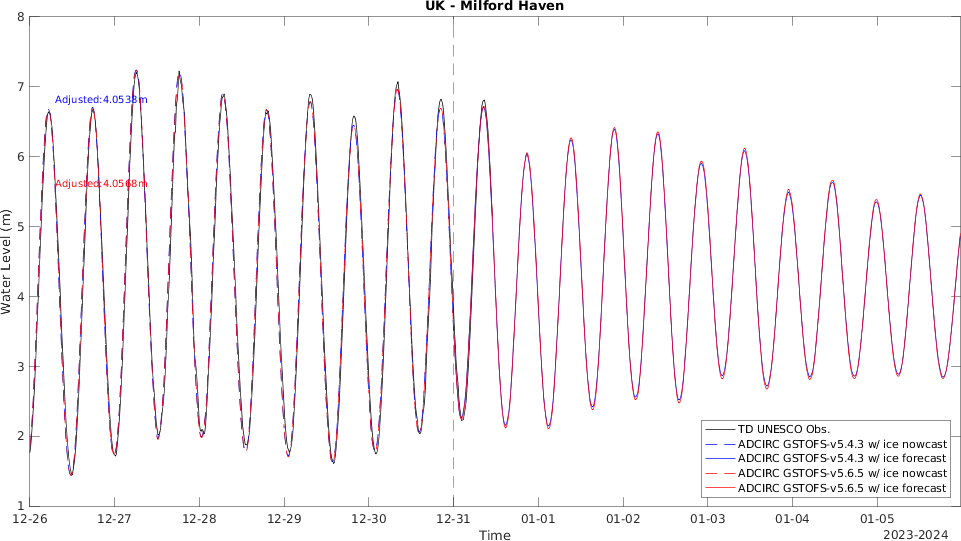 UK - Milford Haven
8
7
6
5
4
3
2
1
Water Level (m)
Adjusted:4.0533m
Adjusted:4.0568m
TD UNESCO Obs.
ADCIRC GSTOFS-v5.4.3 w/ ice nowcast
ADCIRC GSTOFS-v5.4.3 w/ ice forecast
ADCIRC GSTOFS-v5.6.5 w/ ice nowcast
ADCIRC GSTOFS-v5.6.5 w/ ice forecast
12-26 12-27 12-28 12-29 12-30 12-31 01-01 01-02 01-03 01-04 01-05
Time
2023-2024